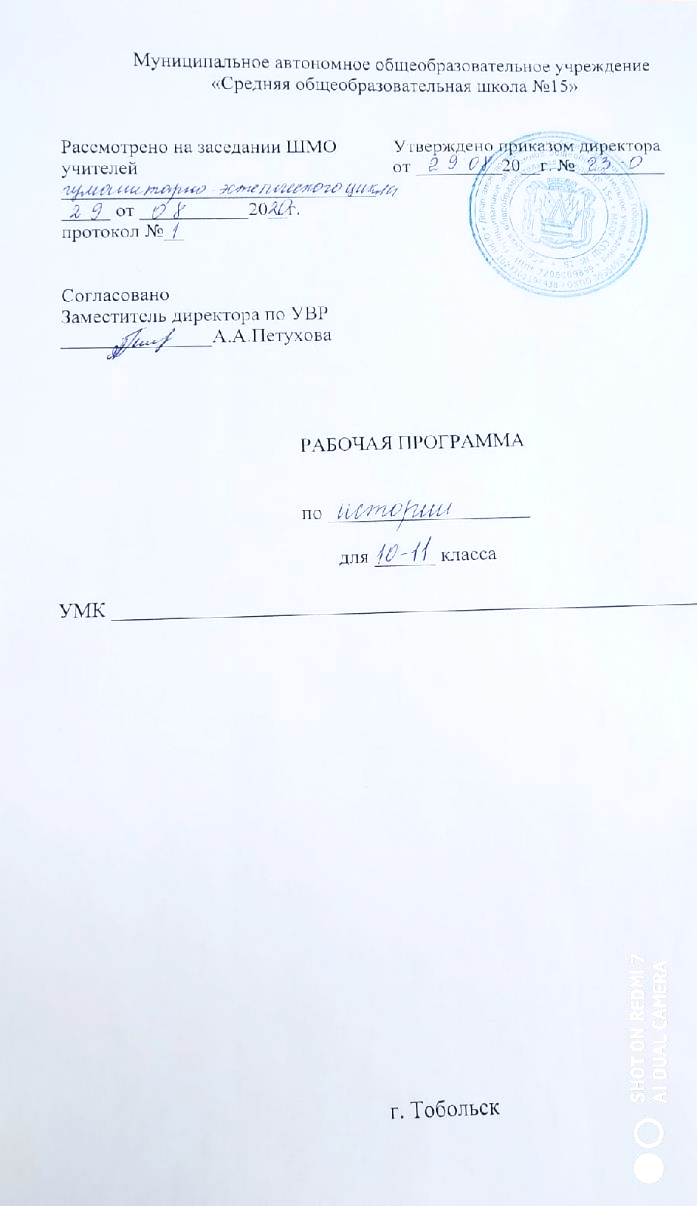 Муниципальное автономное общеобразовательное учреждение
«Средняя общеобразовательная школа №15»
Рассмотрено на заседании ШМО
учителей
гуманитарно-эстетического цикла
29 от 08 2020г.
протокол № 1
Утверждено приказом директора
от 29 08 20 г. № 23-О
Согласовано
Заместитель директора по УВР
А.А.Петухова
РАБОЧАЯ ПРОГРАММА
по истории
для 10-11 класса
УМК
г. Тобольск
SHOT ON REDMI 7
AI DUAL CAMERA